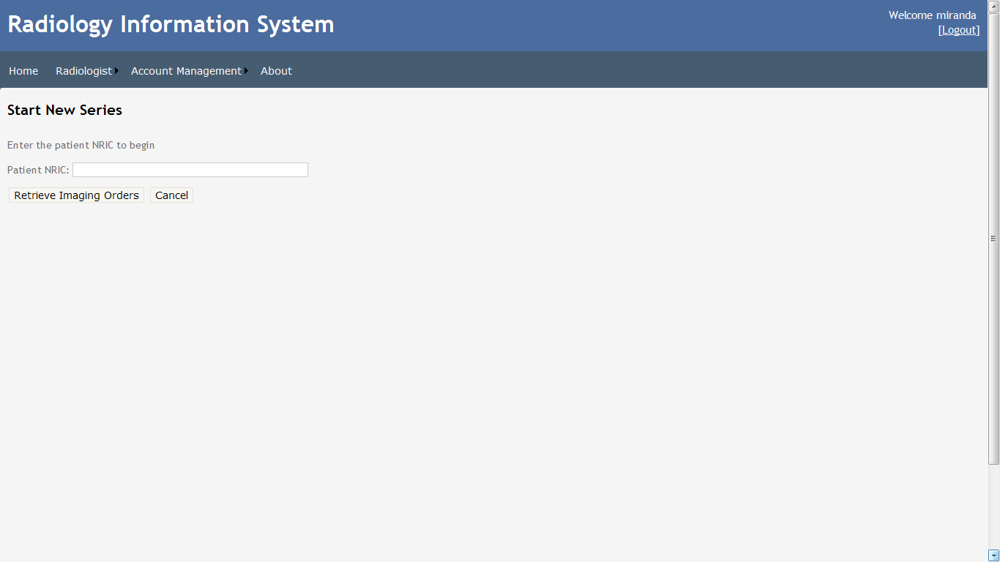 Radiology Information System
Welcome miranda
[Logout]
Home Radiologist Account Management About
Start New Series
Enter the patient NRIC to begin
Patient NRIC:
Retrieve Imaging Orders Cancel